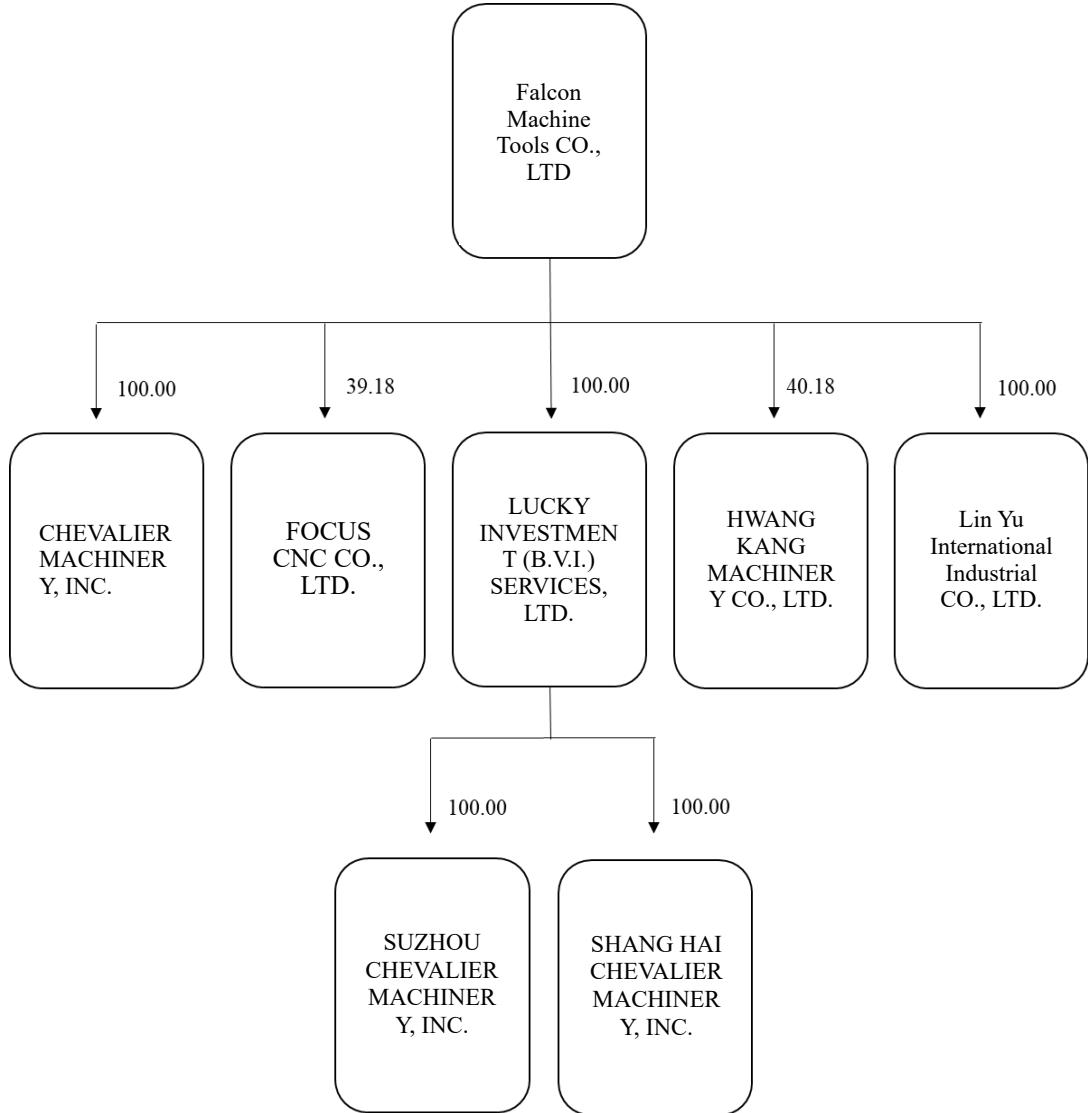 Falcon
Machine
Tools CO.,
LTD
100.00
39.18
100.00
40.18
100.00
CHEVALIER
MACHINER
Y, INC.
FOCUS
CNC CO.,
LTD.
LUCKY
INVESTMEN
T (B.V.I.)
SERVICES,
LTD.
HWANG
KANG
MACHINER
Y CO., LTD.
Lin Yu
International
Industrial
CO., LTD.
100.00
100.00
SUZHOU
CHEVALIER
MACHINER
Y, INC.
SHANG HAI
CHEVALIER
MACHINER
Y, INC.